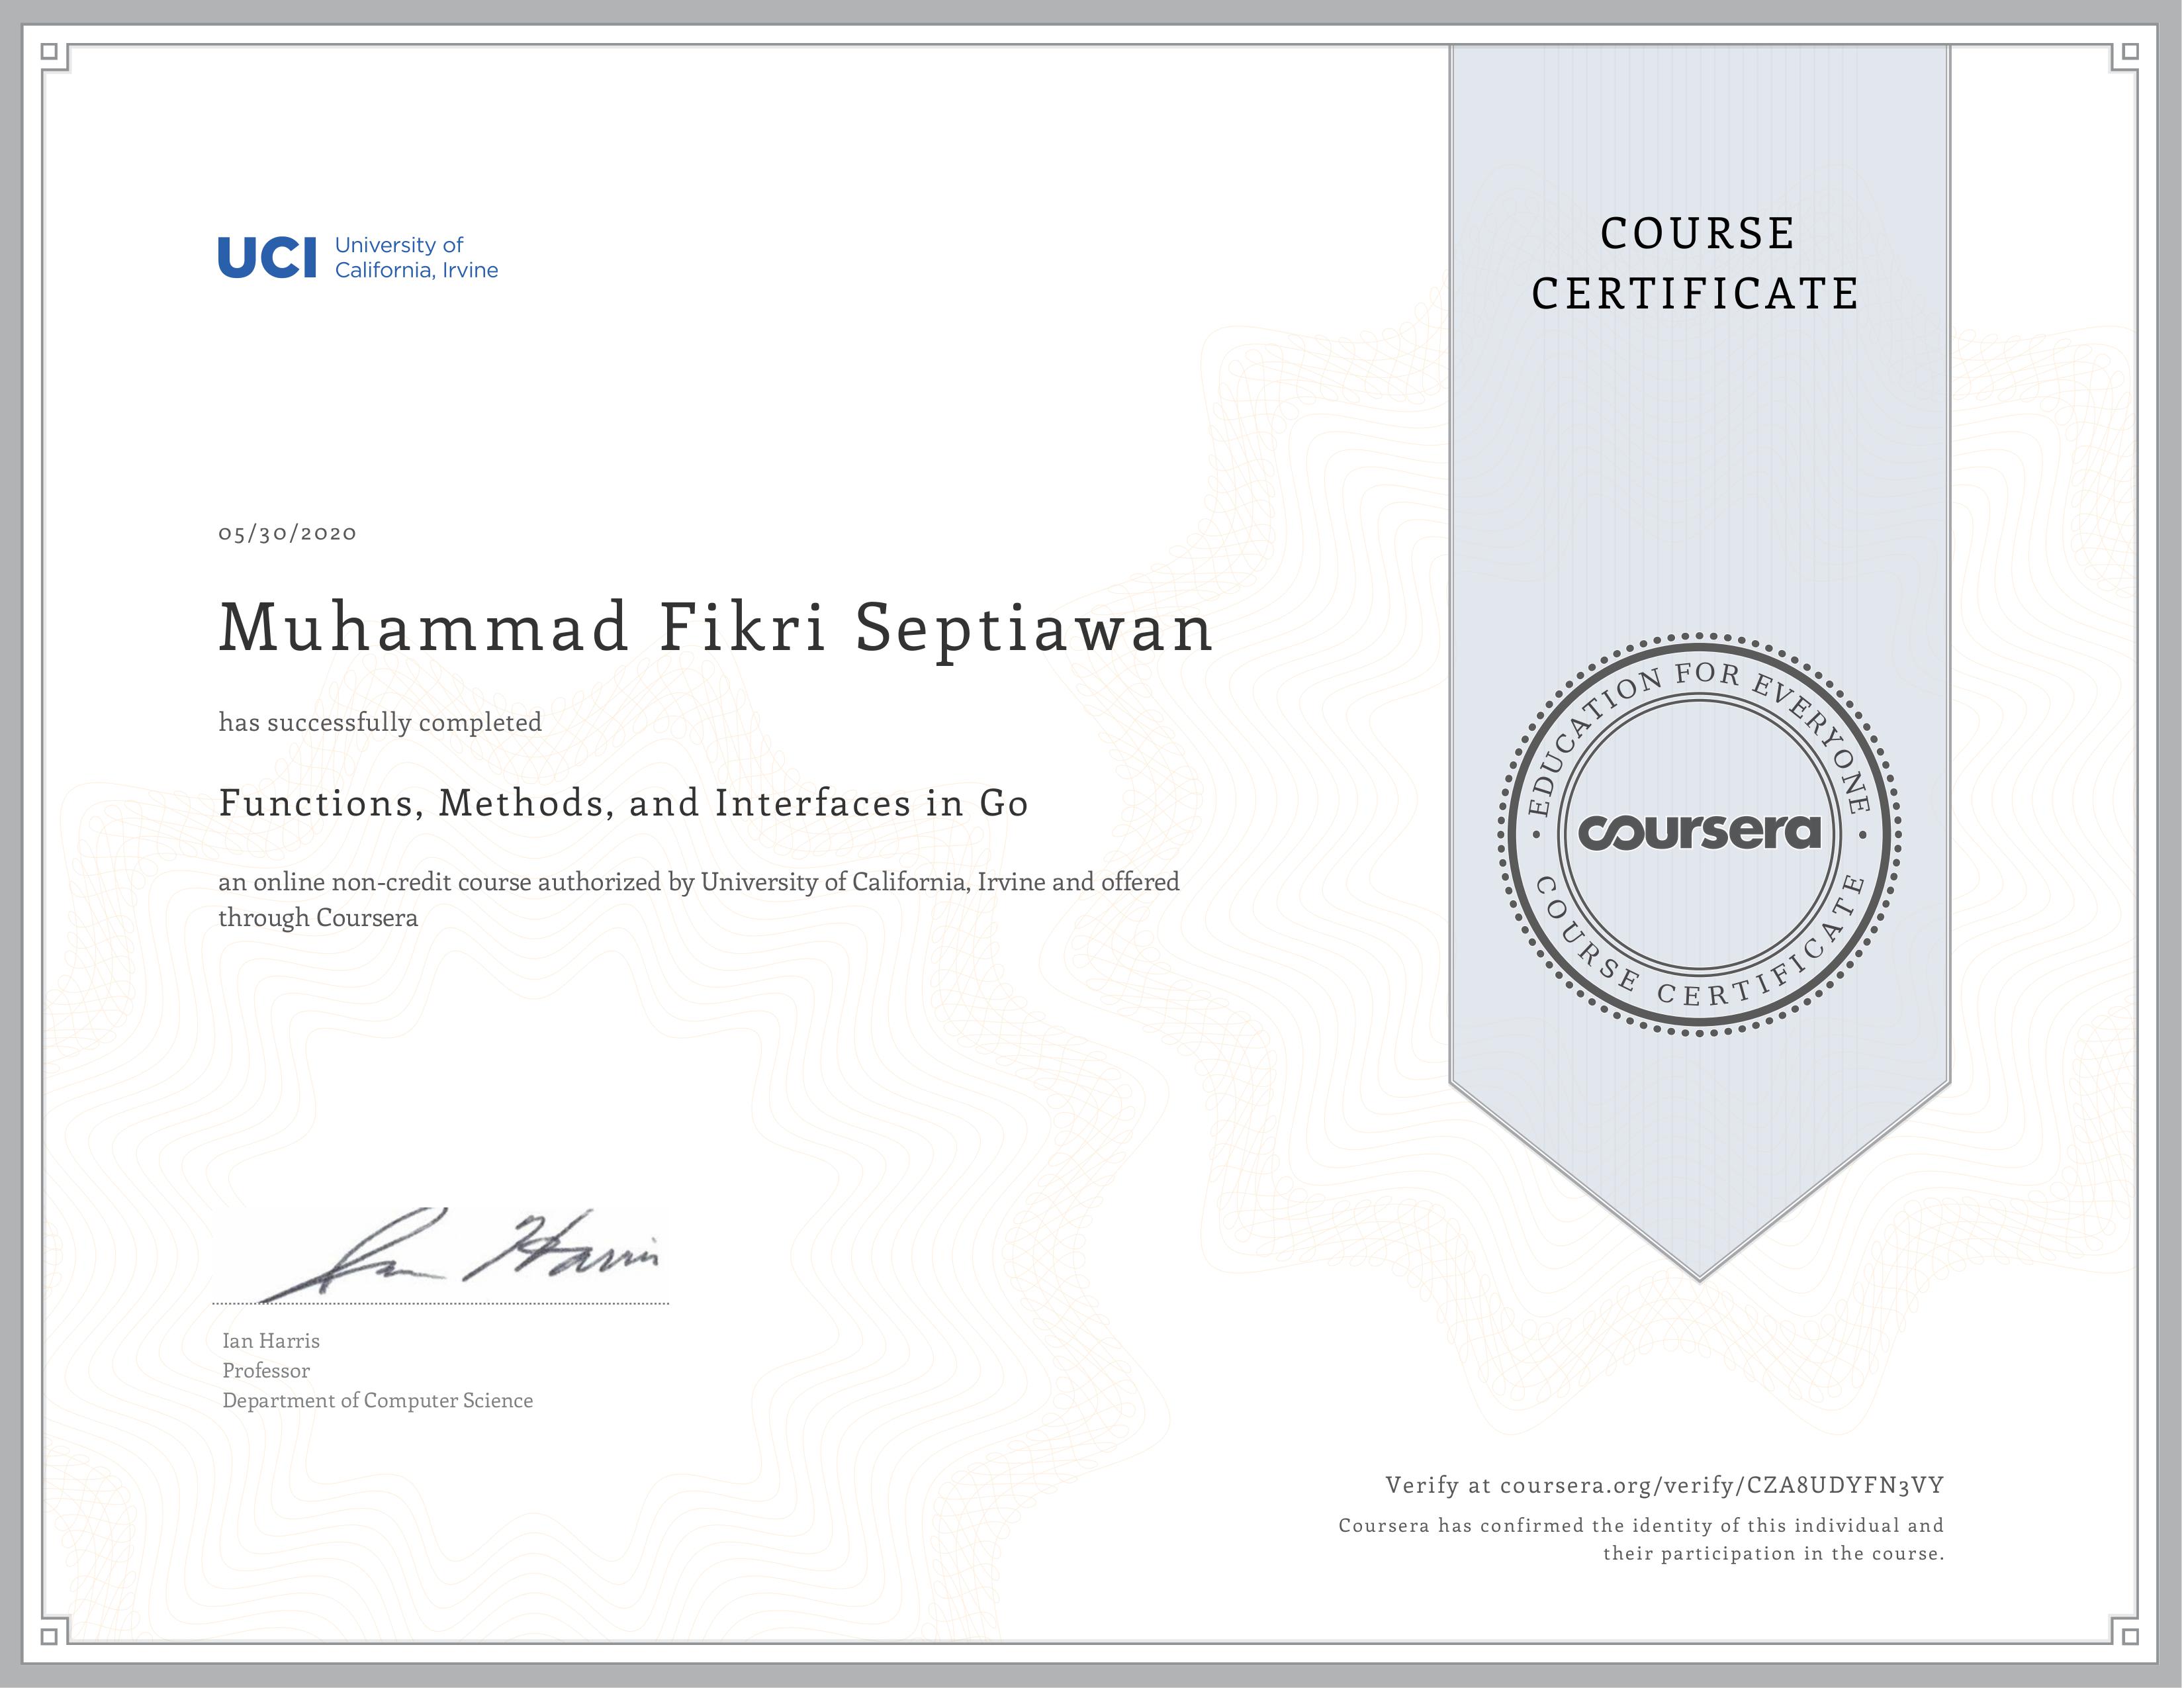 UCI University of
California, Irvine
COURSE
CERTIFICATE
05/30/2020
Muhammad Fikri Septiawan
has successfully completed
Functions, Methods, and Interfaces in Go
an online non-credit course authorized by University of California, Irvine and offered
through Coursera
EDUCATION FOR EVERYONE
coursera
COURSE CERTIFICATE
Ian Harris
Ian Harris
Professor
Department of Computer Science
Verify at coursera.org/verify/CZA8UDYFN3VY
Coursera has confirmed the identity of this individual and
their participation in the course.